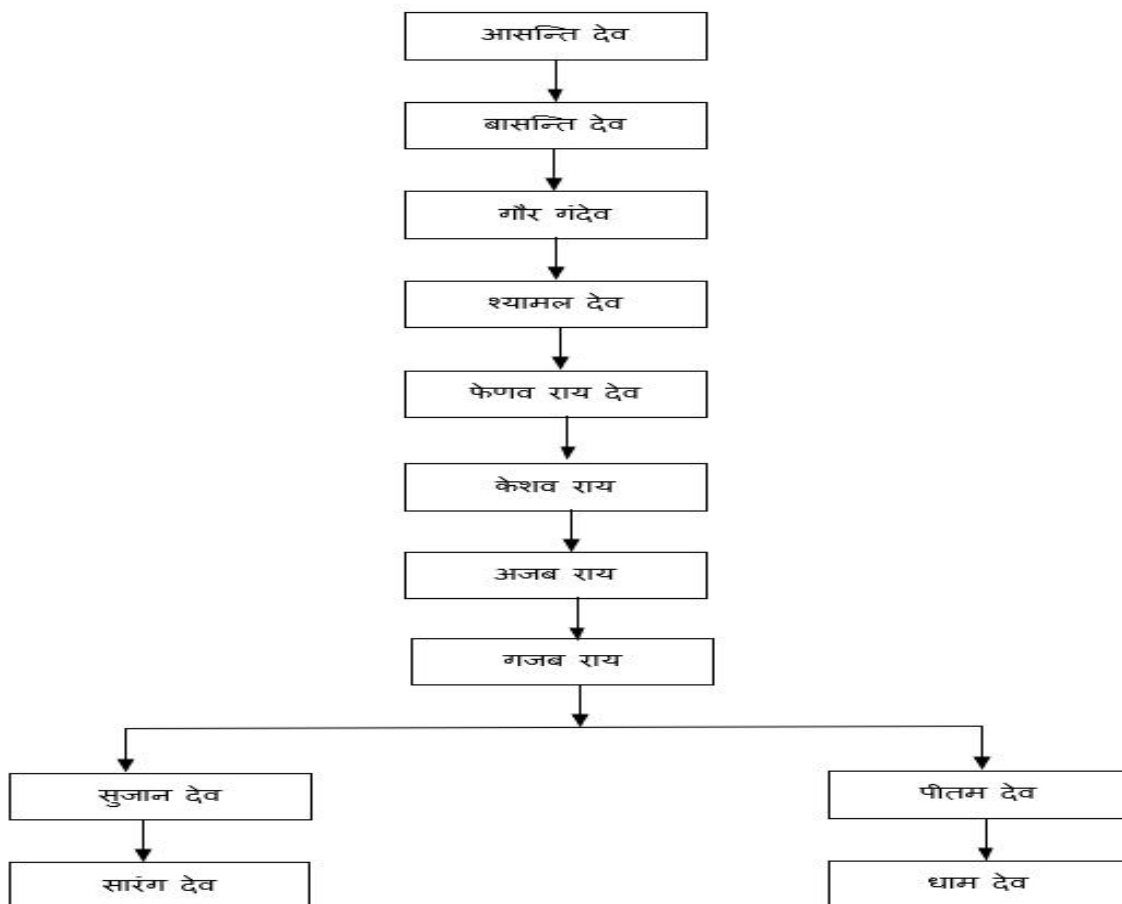 आसन्ति देव
बासन्ति देव
गौर गंदेव
श्यामल देव
फेणव राय देव
केशव राय
अजब राय
गजब राय
सुजान देव
पीतम देव
सारंग देव
धाम देव